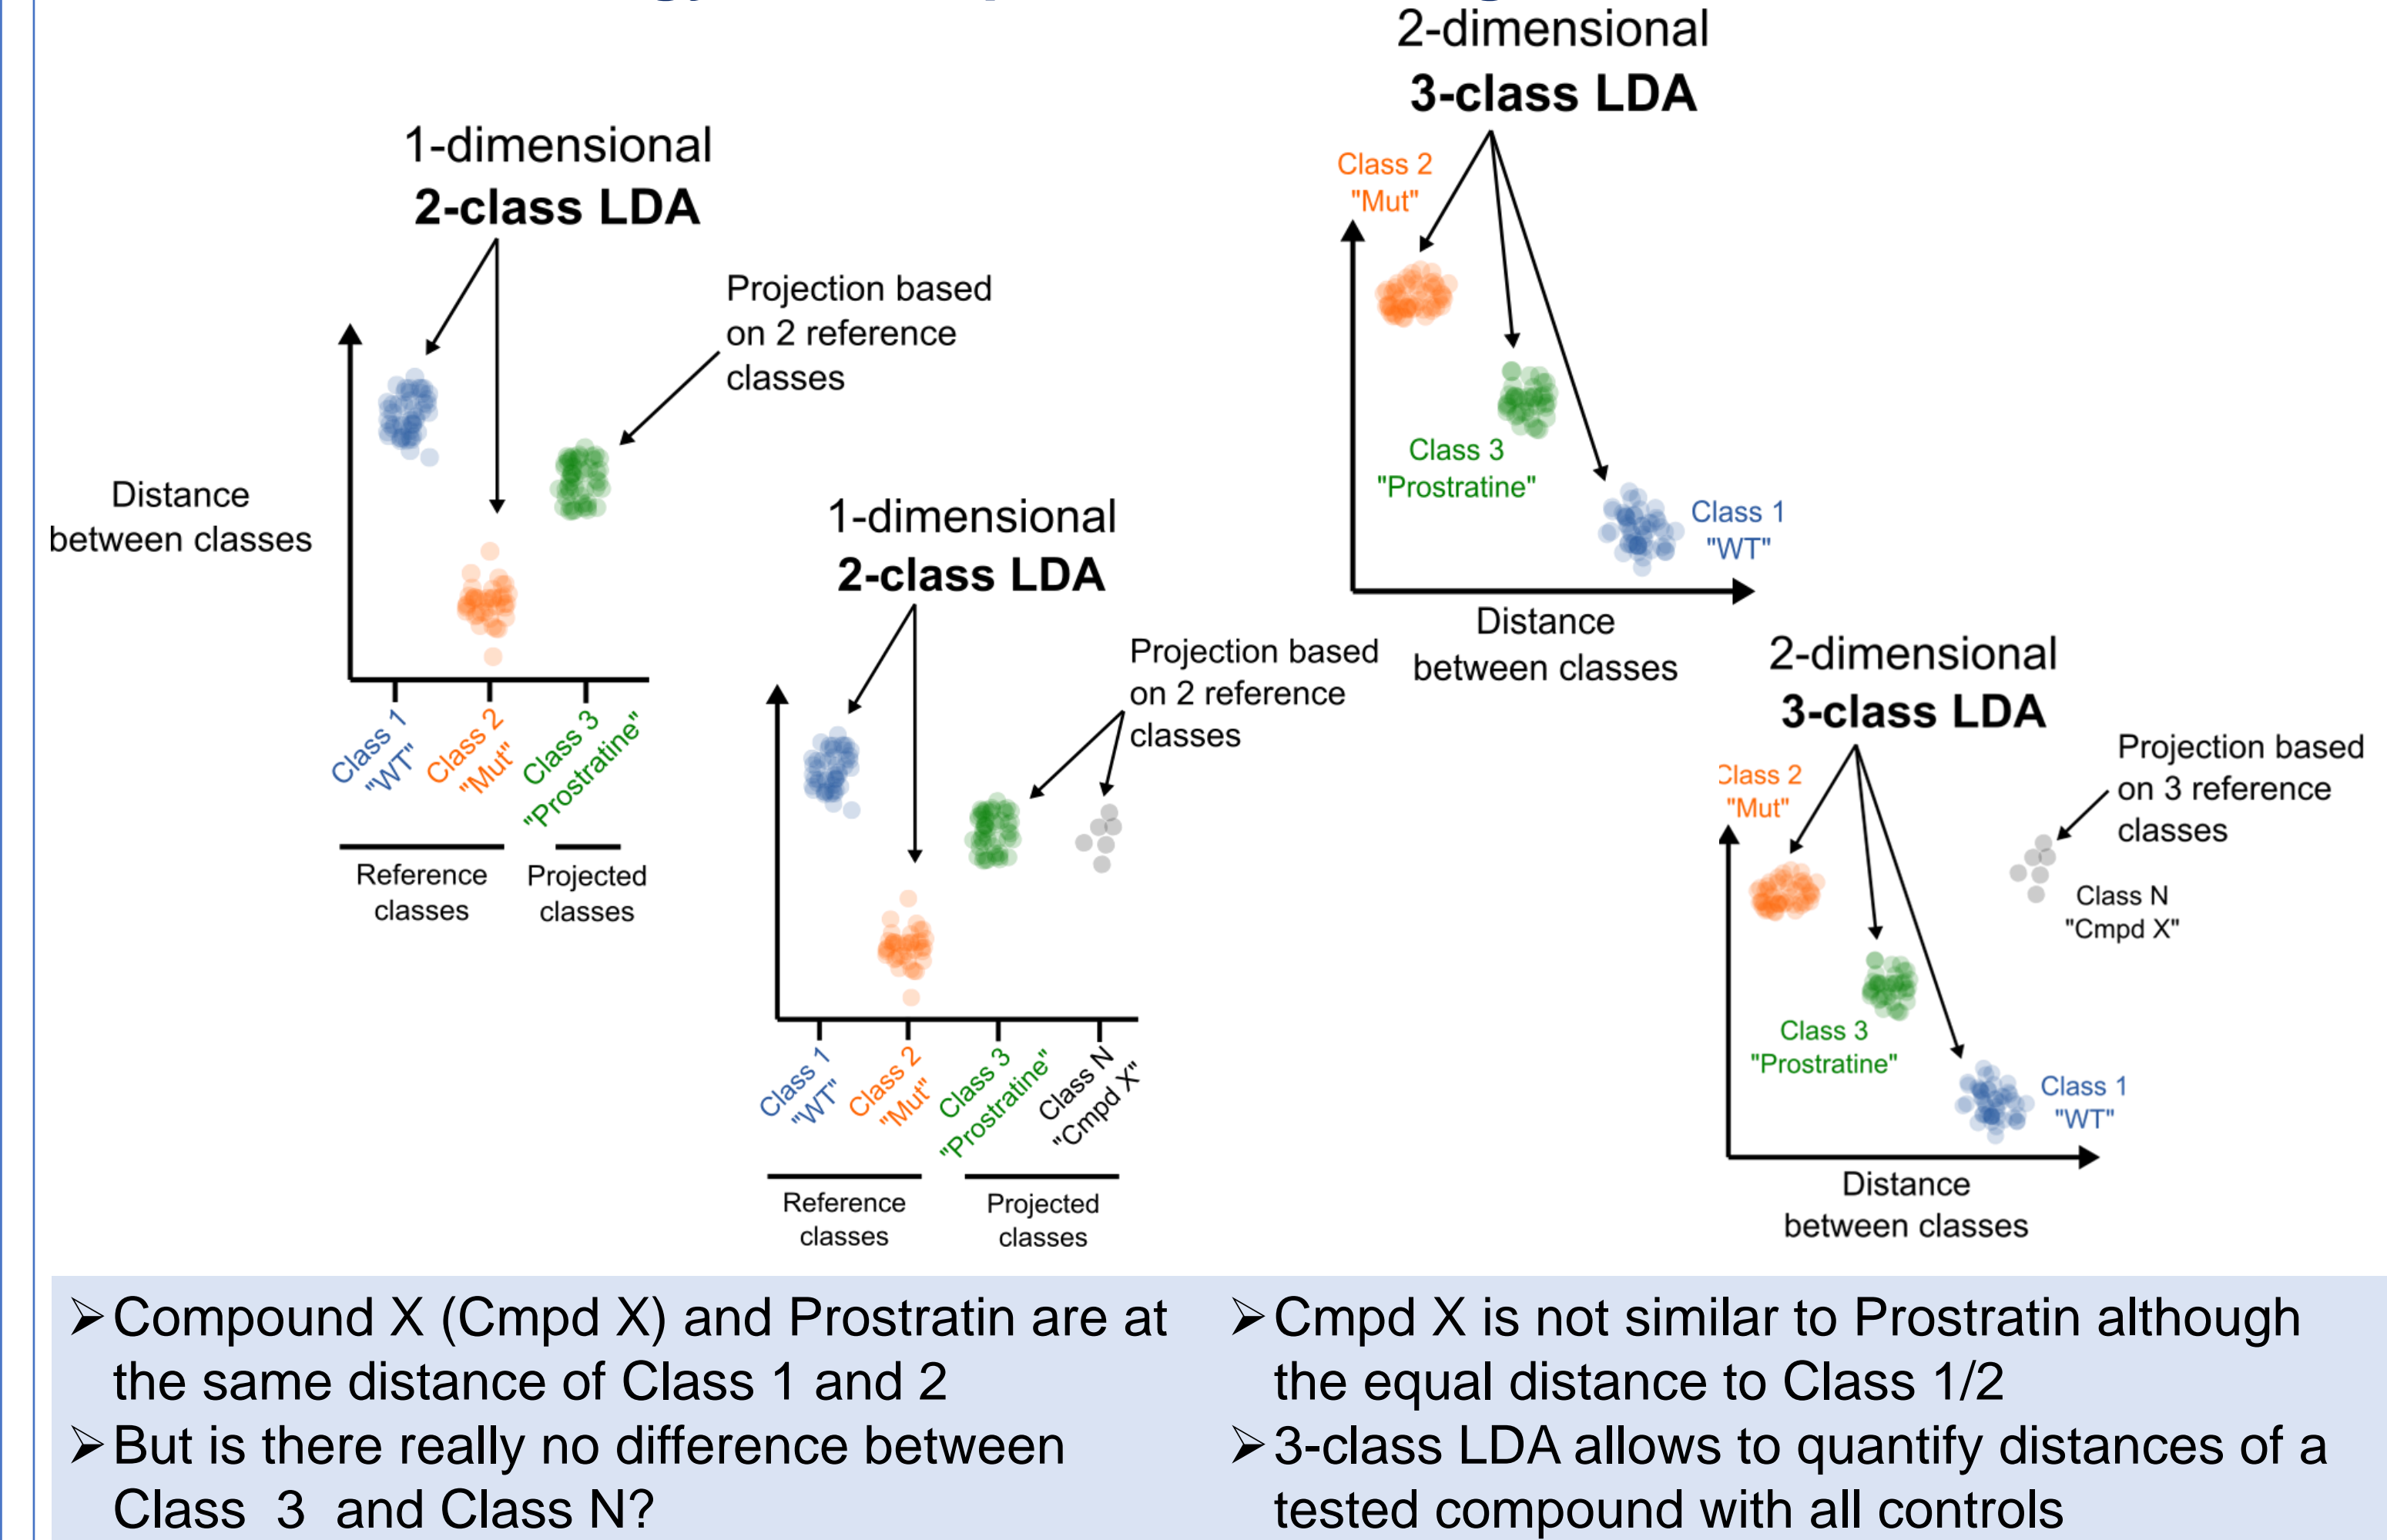 1-dimensional
2-class LDA
Projection based
on 2 reference
classes
Distance
between classes
Class 1
"WT"
Class 2
"Mut"
Class 3
"Prostratine"
Reference
classes
Projected
classes
1-dimensional
2-class LDA
Projection based
on 2 reference
classes
Class 1
"WT"
Class 2
"Mut"
Class 3
"Prostratine"
Class N
"Cmpd X"
Reference
classes
Projected
classes
2-dimensional
3-class LDA
Class 2
"Mut"
Class 3
"Prostratine"
Class 1
"WT"
Distance
between classes
2-dimensional
3-class LDA
Class 2
"Mut"
Projection based
on 3 reference
classes
Class N
"Cmpd X"
Class 3
"Prostratine"
Class 1
"WT"
Distance
between classes
➢Compound X (Cmpd X) and Prostratin are at
the same distance of Class 1 and 2
➢But is there really no difference between
Class  3  and Class N?
➢Cmpd X is not similar to Prostratin although
the equal distance to Class 1/2
➢3-class LDA allows to quantify distances of a
tested compound with all controls